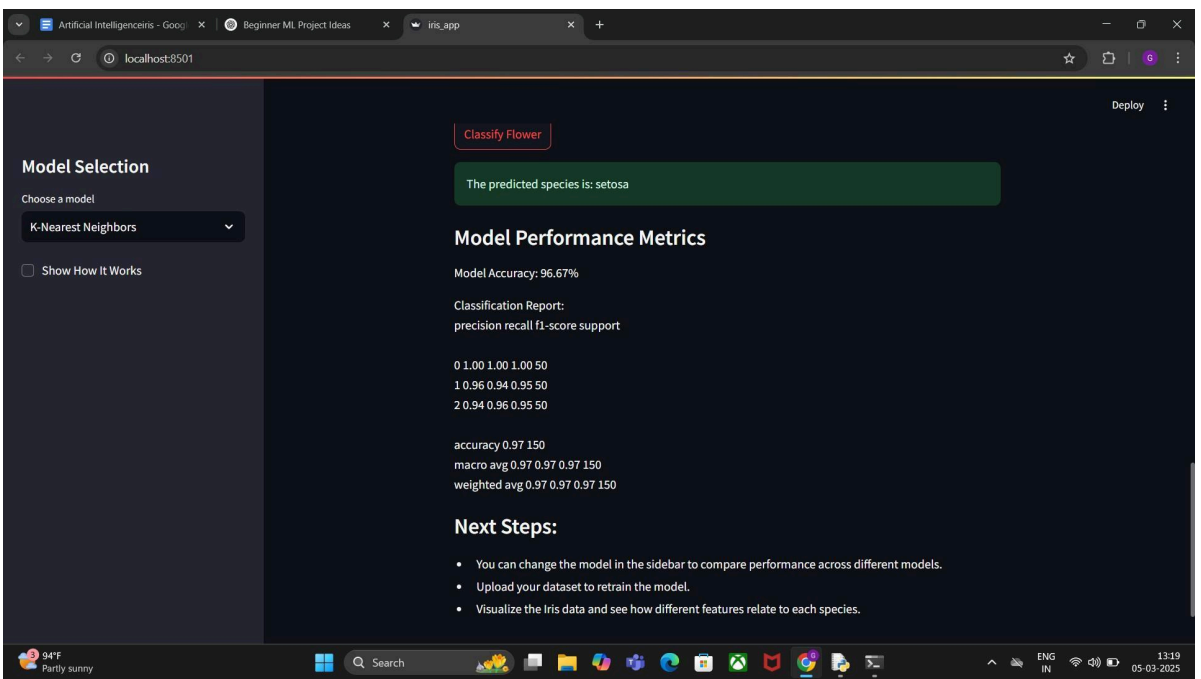 Artificial Intelligenceiris - Goog
Beginner ML Project Ideas
iris_app
localhost:8501
G
Deploy
Model Selection
Choose a model
K-Nearest Neighbors
Show How It Works
Classify Flower
The predicted species is: setosa
Model Performance Metrics
Model Accuracy: 96.67%
Classification Report:
precision recall f1-score support
0 1.00 1.00 1.00 50
1 0.96 0.94 0.95 50
2 0.94 0.96 0.95 50
accuracy 0.97 150
macro avg 0.97 0.97 0.97 150
weighted avg 0.97 0.97 0.97 150
Next Steps:
• You can change the model in the sidebar to compare performance across different models.
• Upload your dataset to retrain the model.
• Visualize the Iris data and see how different features relate to each species.
3
94°F
Partly sunny
Search
G
ENG
IN
13:19
05-03-2025